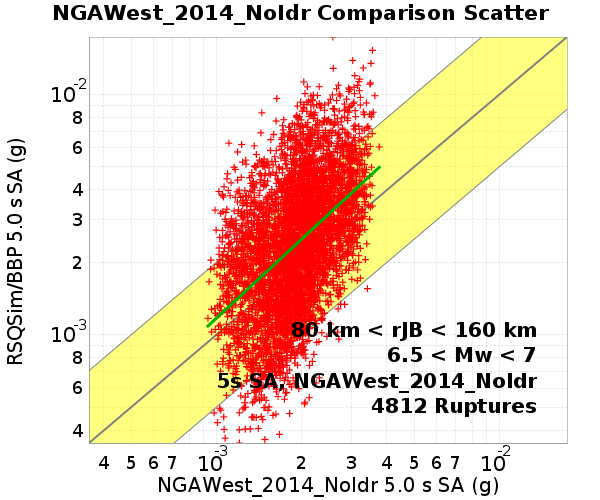 NGAWest_2014_NoIdr Comparison Scatter
RSQSim/BBP 5.0 s SA (g)
10-2
8
6
4
3
2
10-3
8
6
4
80 km < rJB < 160 km
6.5 < Mw < 7
5s SA, NGAWest_2014_NoIdr
4812 Ruptures
4 5 6 7 10-3 2 3 4 5 6 7 10-2
NGAWest_2014_NoIdr 5.0 s SA (g)